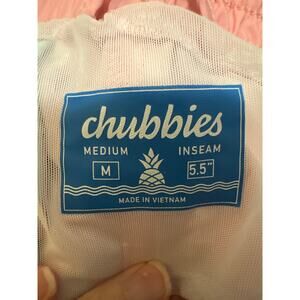 chubbies
MEDIUM INSEAM
M 5.5"
MADE IN VIETNAM